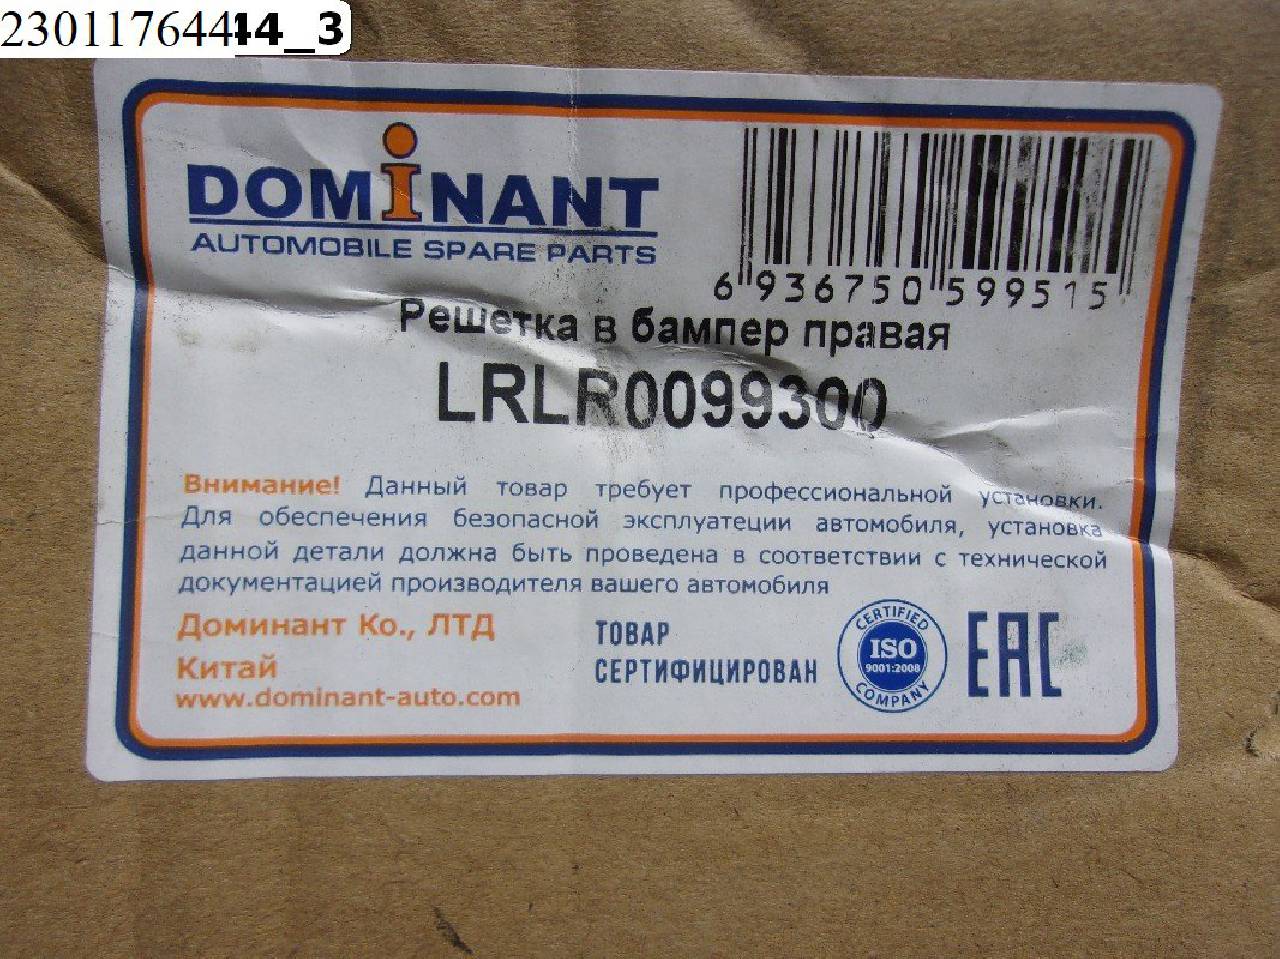 23011764444_3
DOMiNANT
AUTOMOBILE SPARE PARTS
6 936750 599515
Решетка в бампер правая
LRLR0099300
Внимание! Данный товар требует профессиональной установки.
Для обеспечения безопасной эксплуатеции автомобиля, установка
данной детали должна быть проведена в соответствии с технической
документацией производителя вашего автомобиля
Доминант Ко., ЛТД
Китай
www.dominant-auto.com
ТОВАР
СЕРТИФИЦИРОВАН
CERTIFIED
ISO
9001:2008
COMPANY
EAC